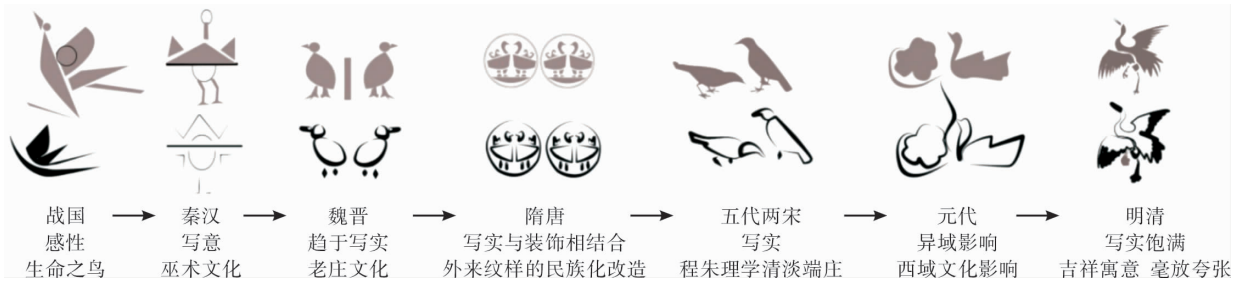 战国
感性
生命之鸟
秦汉
写意
巫术文化
魏晋
趋于写实
老庄文化
隋唐
写实与装饰相结合
外来纹样的民族化改造
五代两宋
写实
程朱理学清淡端庄
元代
异域影响
西域文化影响
明清
写实饱满
吉祥寓意 毫放夸张